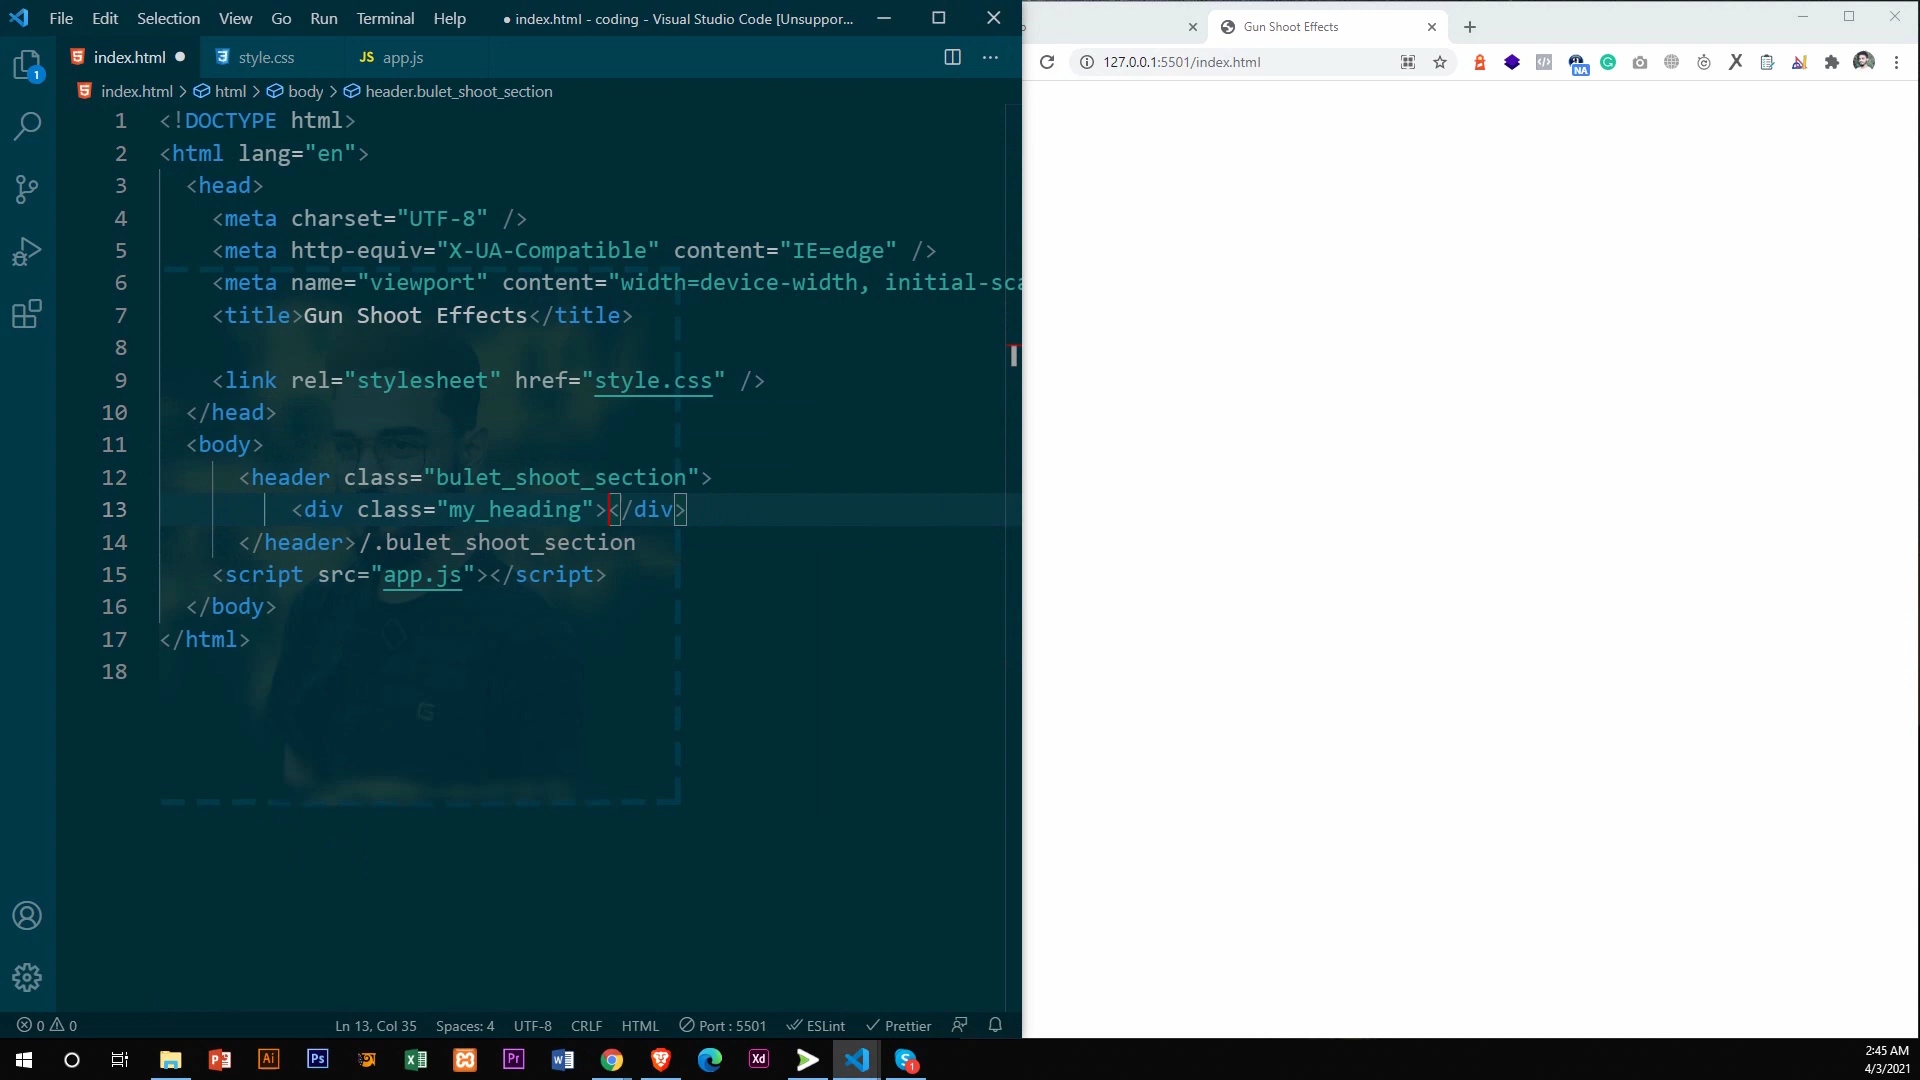 File Edit Selection View Go Run Terminal Help ● index.html - coding - Visual Studio Code [Unsuppor...
index.html ● style.css JS app.js
index.html > html > body > header.bulet_shoot_section
1 <!DOCTYPE html>
2 <html lang="en">
3 <head>
4 <meta charset="UTF-8" />
5 <meta http-equiv="X-UA-Compatible" content="IE=edge" />
6 <meta name="viewport" content="width=device-width, initial-sca
7 <title>Gun Shoot Effects</title>
8
9 <link rel="stylesheet" href="style.css" />
10 </head>
11 <body>
12 <header class="bulet_shoot_section">
13 <div class="my_heading"></div>
14 </header>/.bulet_shoot_section
15 <script src="app.js"></script>
16 </body>
17 </html>
18
1
G
0 0 Ln 13, Col 35 Spaces: 4 UTF-8 CRLF HTML Port : 5501 ESLint Prettier
Gun Shoot Effects
127.0.0.1:5501/index.html
NA
Ai Ps Pr Xd 1
2:45 AM
4/3/2021